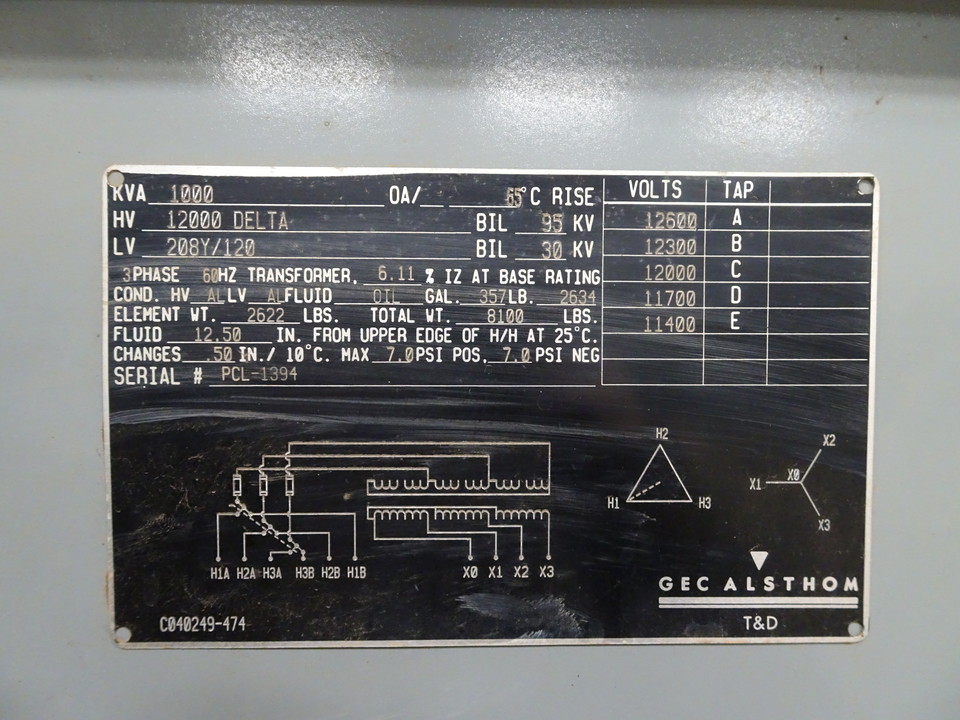 KVA 1000 OA/ 65°C RISE
HV 12000 DELTA BIL 95 KV
LV 208Y/120 BIL 30 KV
3 PHASE 60HZ TRANSFORMER, 6.11 % IZ AT BASE RATING
COND. HV AL LV AL FLUID OIL GAL. 357 LB. 2634
ELEMENT WT. 2622 LBS. TOTAL WT. 8100 LBS.
FLUID 12.50 IN. FROM UPPER EDGE OF H/H AT 25°C.
CHANGES .50 IN./ 10°C. MAX 7.0 PSI POS, 7.0 PSI NEG
SERIAL # PCL-1394
VOLTS TAP
12600 A
12300 B
12000 C
11700 D
11400 E
H1A H2A H3A H3B H2B H1B X0 X1 X2 X3
H2
H1 H3
X2
X1 X0
X3
GEC ALSTHOM
T&D
C040249-474